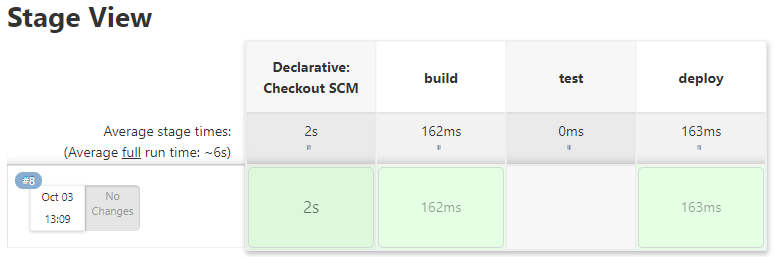 Stage View
Declarative:
Checkout SCM
build
test
deploy
Average stage times:
(Average full run time: ~6s)
2s
162ms
0ms
163ms
#8
Oct 03
13:09
No
Changes
2s
162ms
163ms